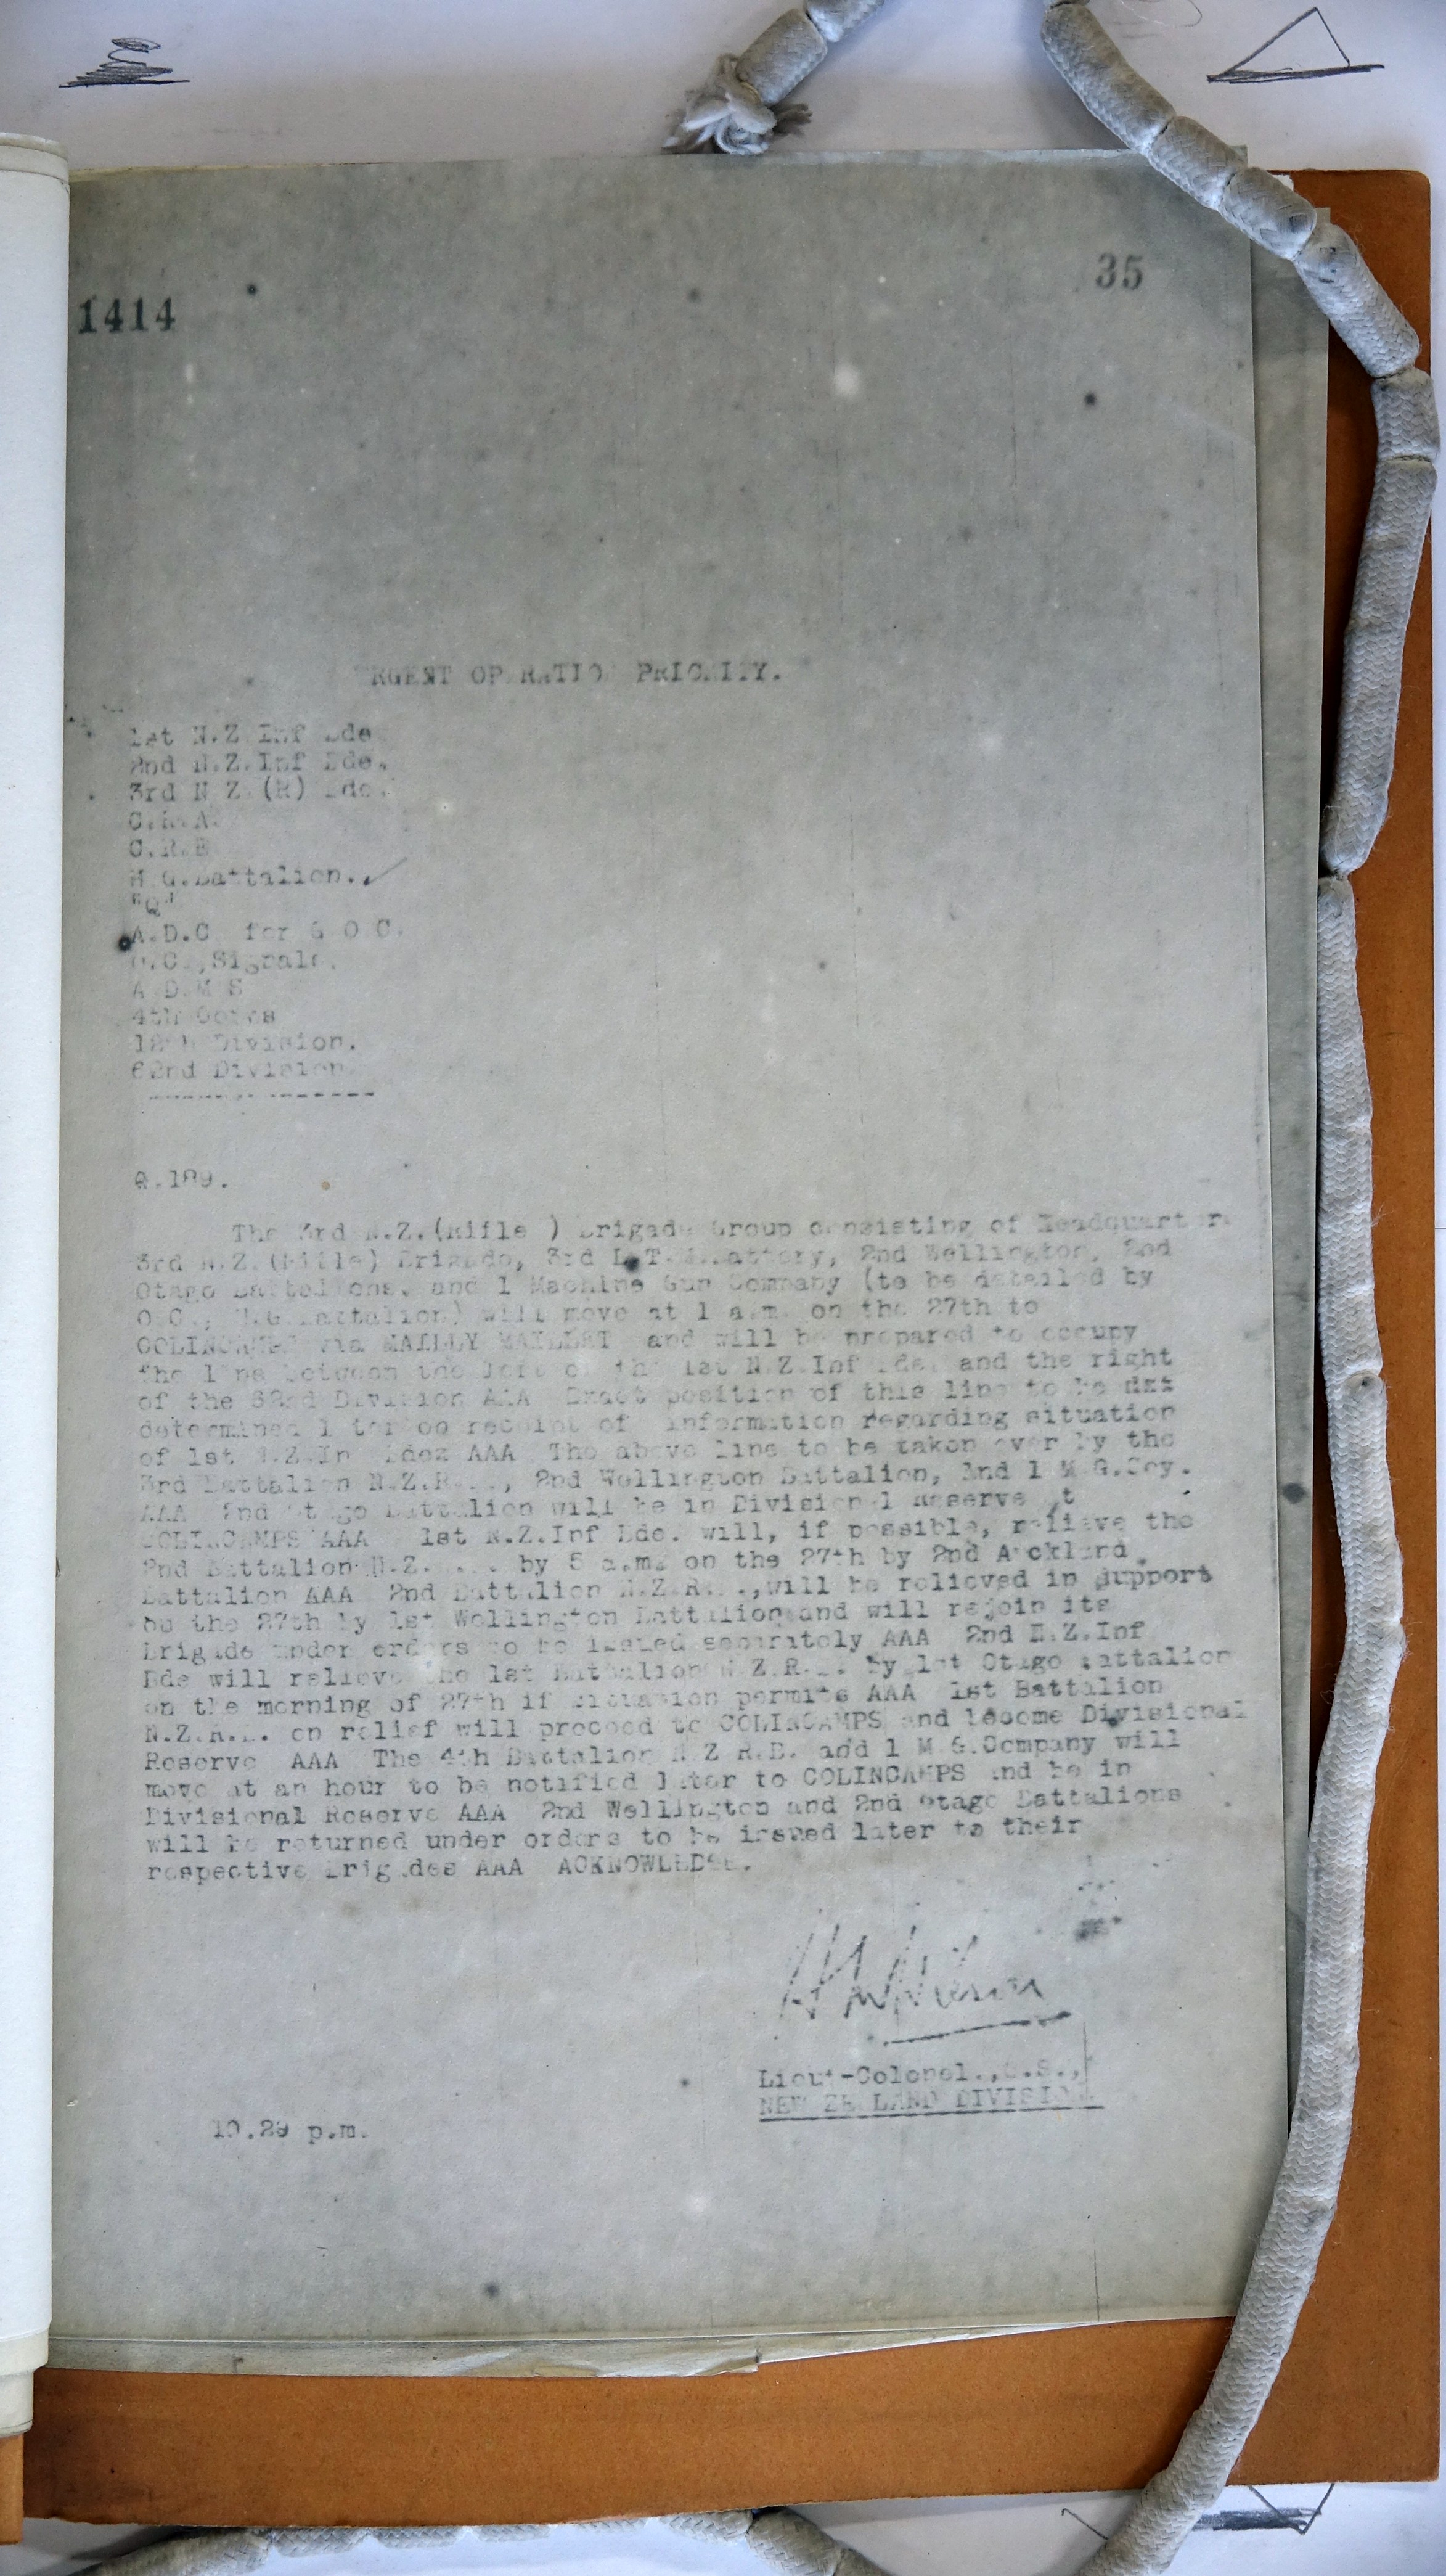 35
1414
URGENT OPERATION PRIORITY.
1st N.Z.Inf Bde
2nd N.Z.Inf Bde.
3rd N.Z.(R) Bde.
C.R.A.
C.R.E.
M.G.Battalion.
"Q"
A.D.C. for G.O.C.
O.C.,Signals.
A.D.M.S
4th Corps
12th Division.
62nd Division.
G.189.
The 3rd N.Z.(Rifle ) Brigade Group consisting of Headquarters
3rd N.Z.(Rifle) Brigade, 3rd L.T.M.Battery, 2nd Wellington, 2nd
Otago Battalions, and 1 Machine Gun Company (to be detailed by
O.C., M.G.Battalion) will move at 1 a.m. on the 27th to
COLINCAMPS via MAILLY MAILLET and will be prepared to occupy
the line between the left of the 1st N.Z.Inf Bde. and the right
of the 62nd Division AAA Exact position of this line to be
determined later on receipt of information regarding situation
of 1st N.Z.Inf Bde AAA The above line to be taken over by the
3rd Battalion N.Z.R.B., 2nd Wellington Battalion, and 1 M.G.Coy.
AAA 2nd Otago Battalion will be in Divisional Reserve at
COLINCAMPS AAA 1st N.Z.Inf Bde. will, if possible, relieve the
2nd Battalion N.Z.R.B. by 5 a.m. on the 27th by 2nd Auckland
Battalion AAA 2nd Battalion N.Z.R.B.,will be relieved in support
on the 27th by 1st Wellington Battalion and will rejoin its
Brigade under orders to be issued separately AAA 2nd N.Z.Inf
Bde will relieve the 1st Battalion N.Z.R.B. by 1st Otago Battalion
on the morning of 27th if situation permits AAA 1st Battalion
N.Z.R.B. on relief will proceed to COLINCAMPS and become Divisional
Reserve AAA The 4th Battalion N.Z.R.B. and 1 M.G.Company will
move at an hour to be notified later to COLINCAMPS and be in
Divisional Reserve AAA 2nd Wellington and 2nd Otago Battalions
will be returned under orders to be issued later to their
respective Brigades AAA ACKNOWLEDGE.
Lieut-Colonel.,G.S.,
NEW ZEALAND DIVISION.
10.29 p.m.